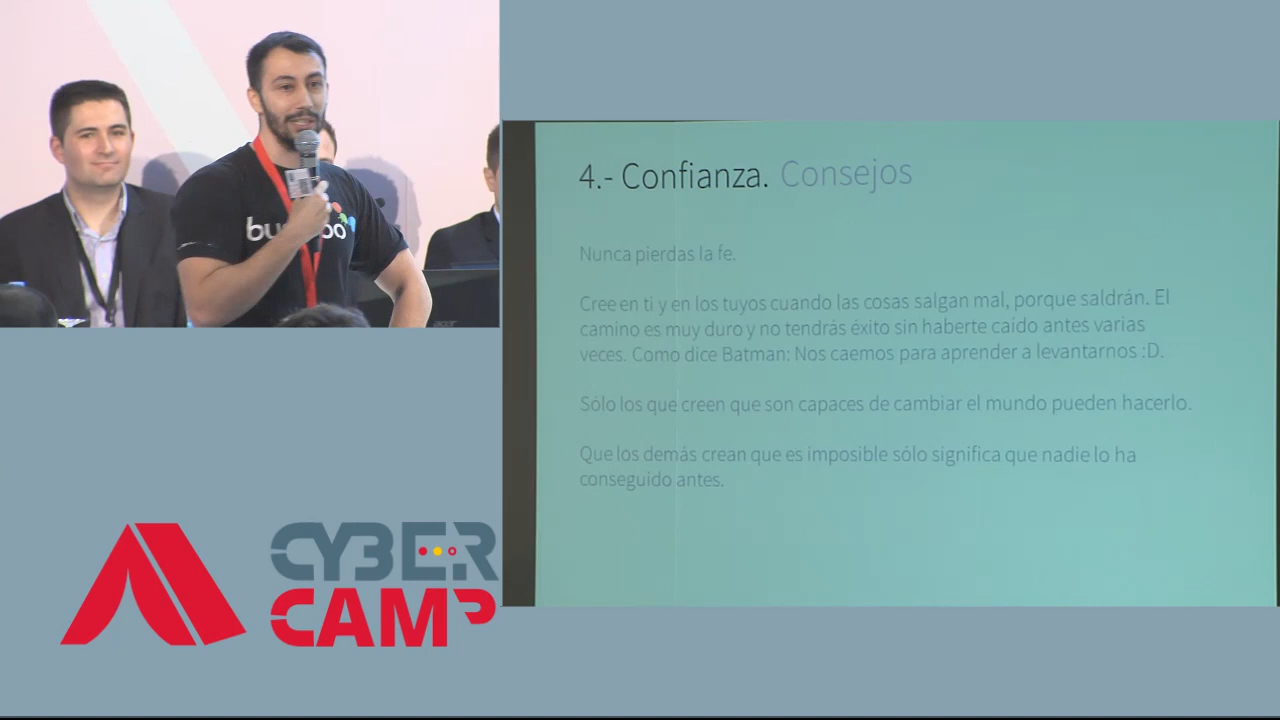 4.- Confianza. Consejos
Nunca pierdas la fe.
Cree en ti y en los tuyos cuando las cosas salgan mal, porque saldrán. El
camino es muy duro y no tendrás éxito sin haberte caído antes varias
veces. Como dice Batman: Nos caemos para aprender a levantarnos :D.
Sólo los que creen que son capaces de cambiar el mundo pueden hacerlo.
Que los demás crean que es imposible sólo significa que nadie lo ha
conseguido antes.
acer
CYBER
CAMP